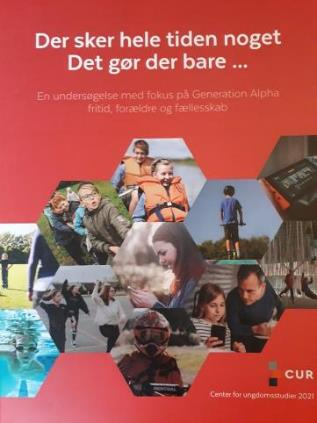 Der sker hele tiden noget
Det gør der bare ...
En undersøgelse med fokus på Generation Alpha
fritid, forældre og fællesskab
CUR
Center for ungdomsstudier 2021